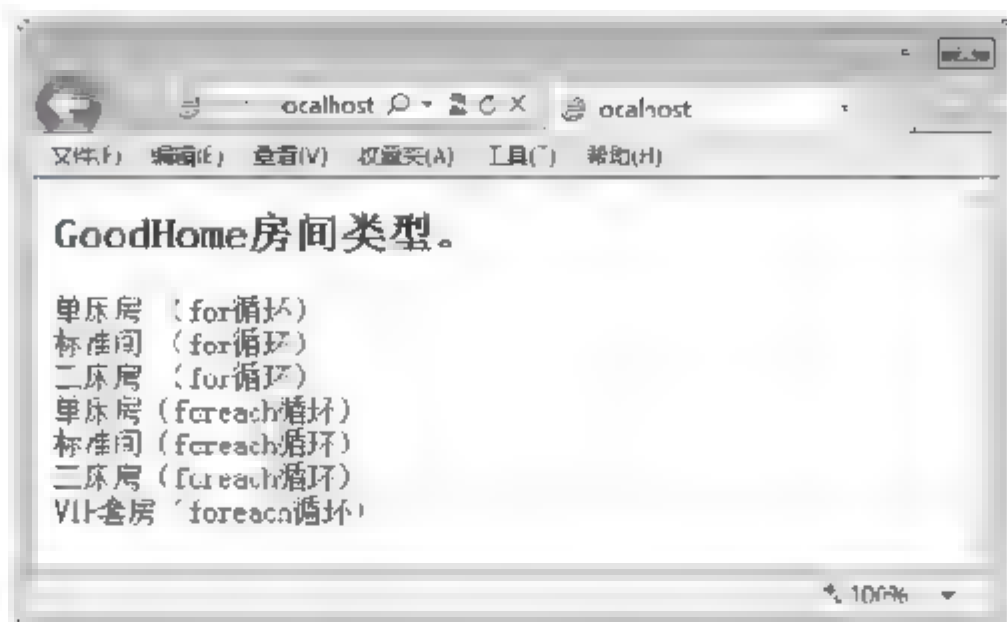 ocalhost
ocalhost
文件(F) 编辑(E) 查看(V) 收藏夹(A) 工具(T) 帮助(H)
GoodHome房间类型。
单床房 （for循环）
标准间 （for循环）
三床房 （for循环）
单床房（foreach循环）
标准间（foreach循环）
三床房（foreach循环）
VIP套房（foreach循环）
100%